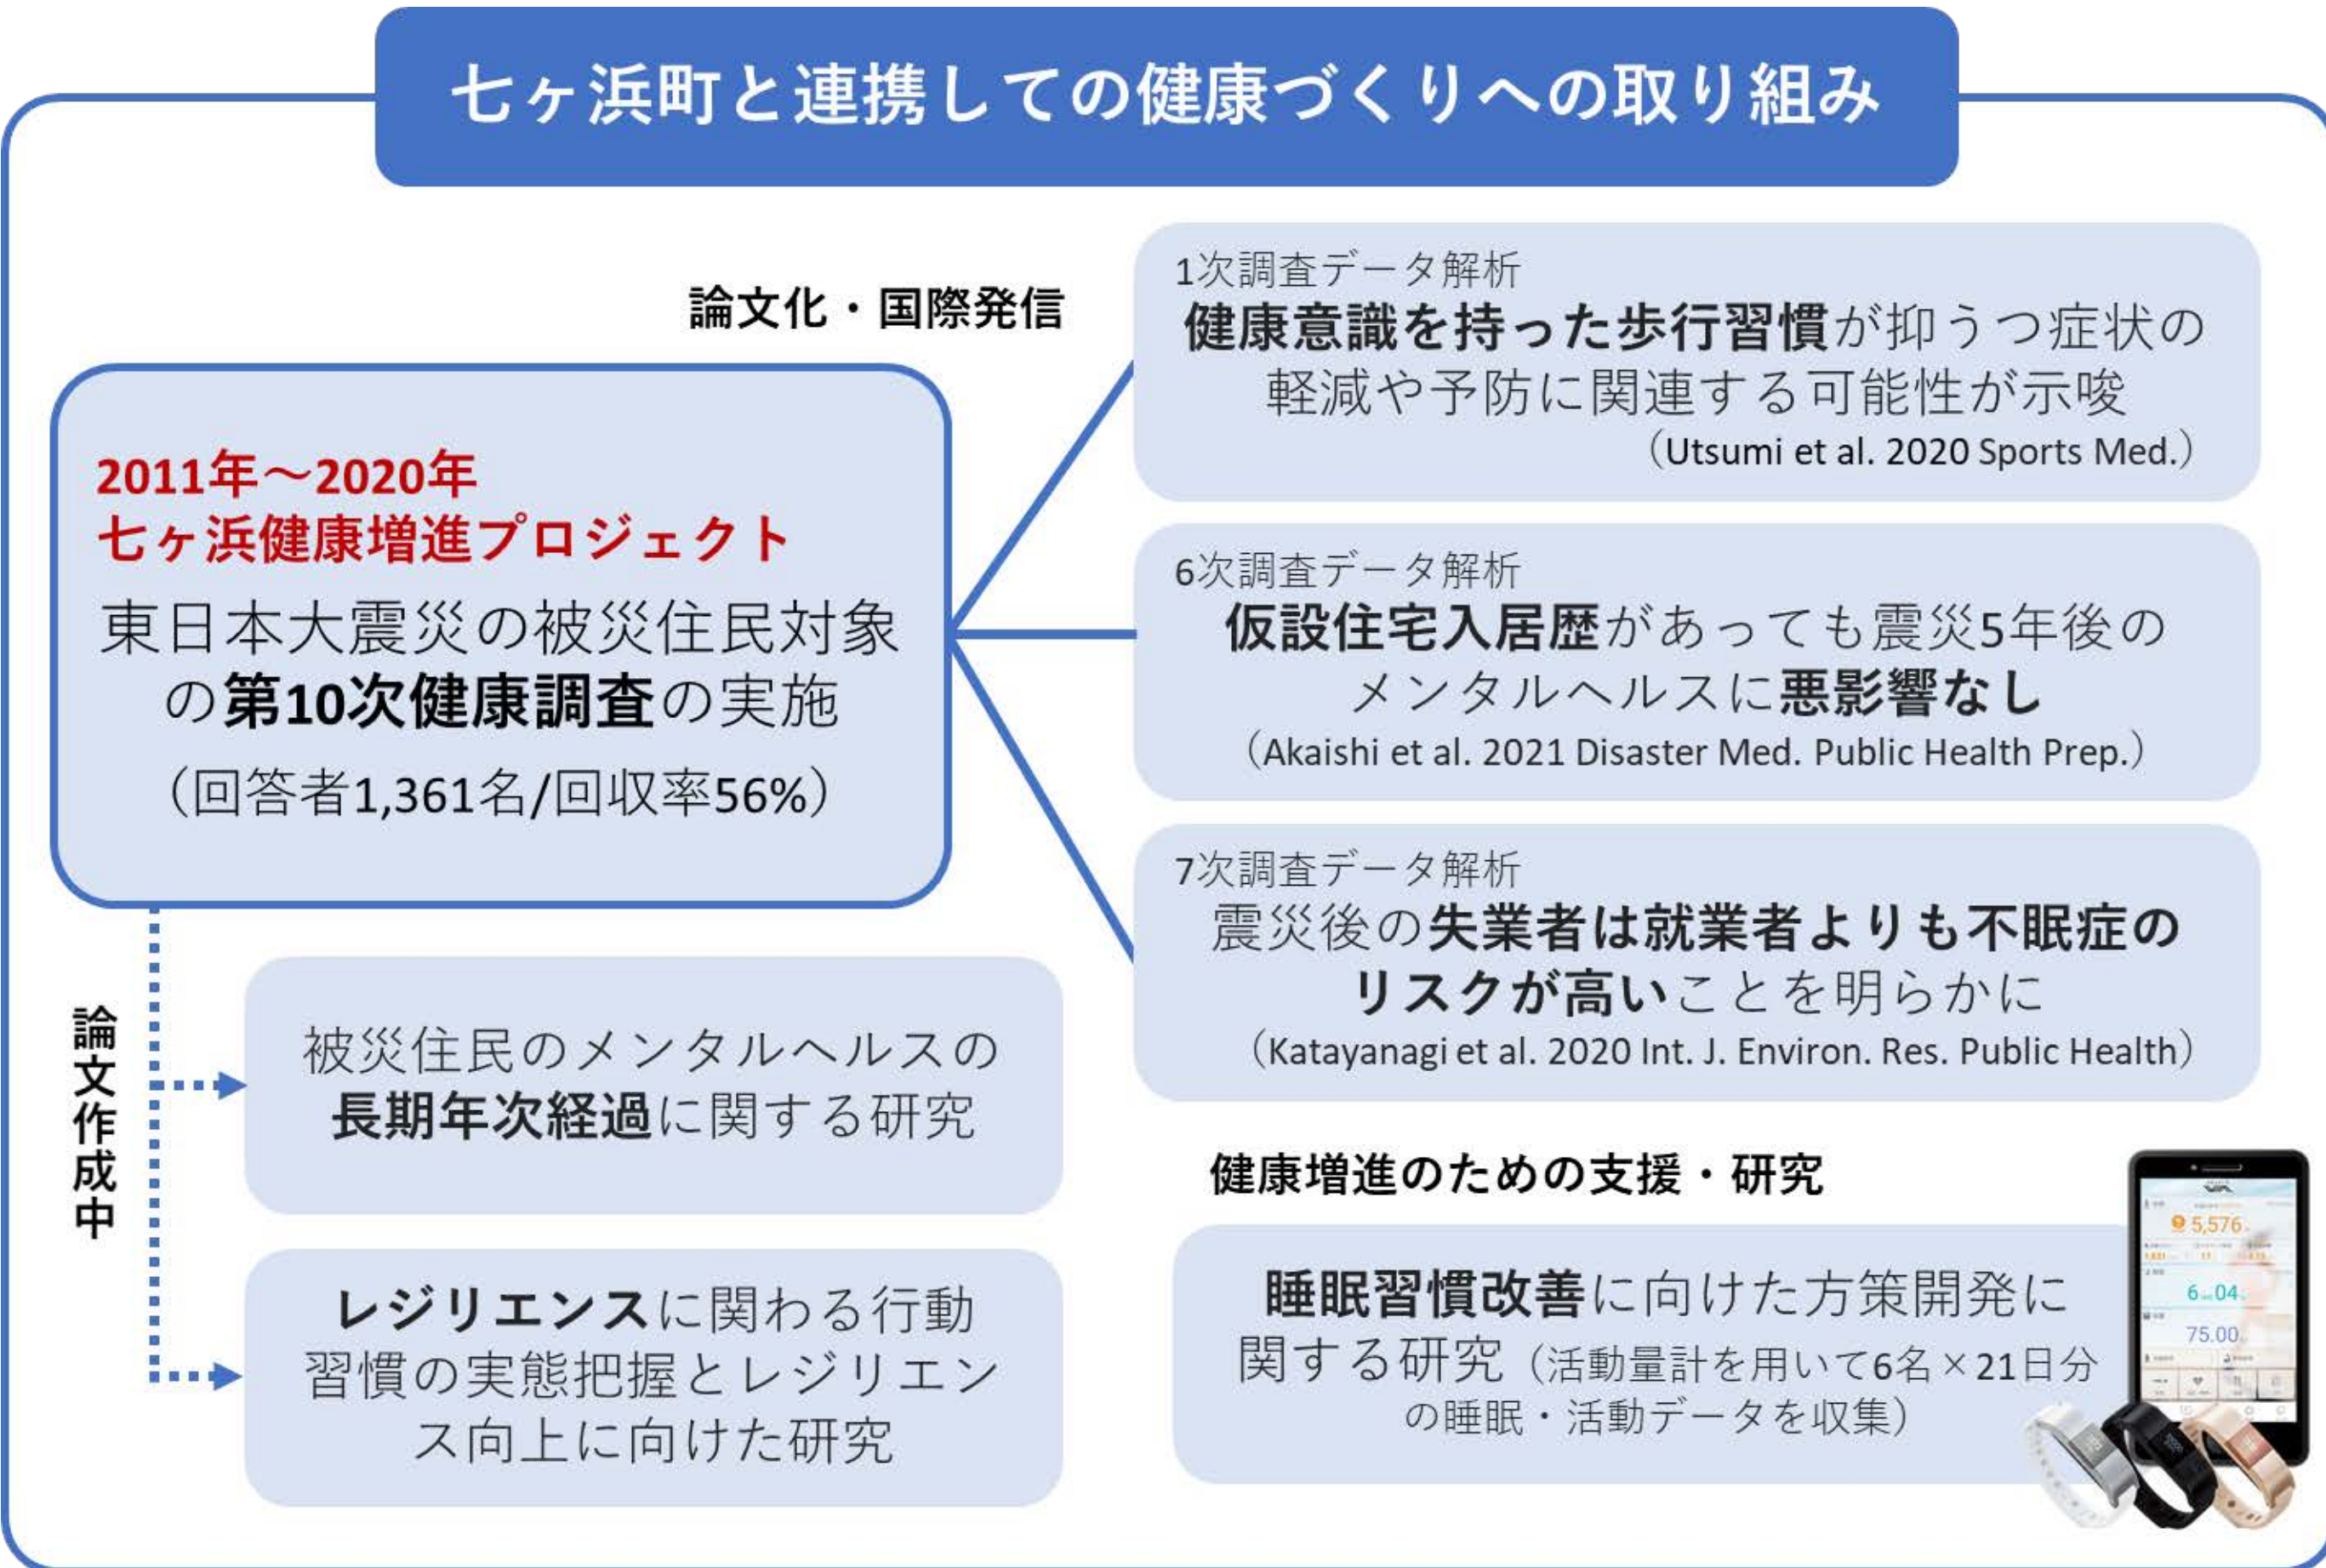 七ヶ浜町と連携しての健康づくりへの取り組み
論文化・国際発信
2011年～2020年
七ヶ浜健康増進プロジェクト
東日本大震災の被災住民対象
の第10次健康調査の実施
（回答者1,361名/回収率56%）
1次調査データ解析
健康意識を持った歩行習慣が抑うつ症状の
軽減や予防に関連する可能性が示唆
（Utsumi et al. 2020 Sports Med.）
6次調査データ解析
仮設住宅入居歴があっても震災5年後の
メンタルヘルスに悪影響なし
（Akaishi et al. 2021 Disaster Med. Public Health Prep.）
7次調査データ解析
震災後の失業者は就業者よりも不眠症の
リスクが高いことを明らかに
（Katayanagi et al. 2020 Int. J. Environ. Res. Public Health）
論文作成中
被災住民のメンタルヘルスの
長期年次経過に関する研究
レジリエンスに関わる行動
習慣の実態把握とレジリエン
ス向上に向けた研究
健康増進のための支援・研究
睡眠習慣改善に向けた方策開発に
関する研究（活動量計を用いて6名×21日分
の睡眠・活動データを収集）
5,576
6 04
75.00